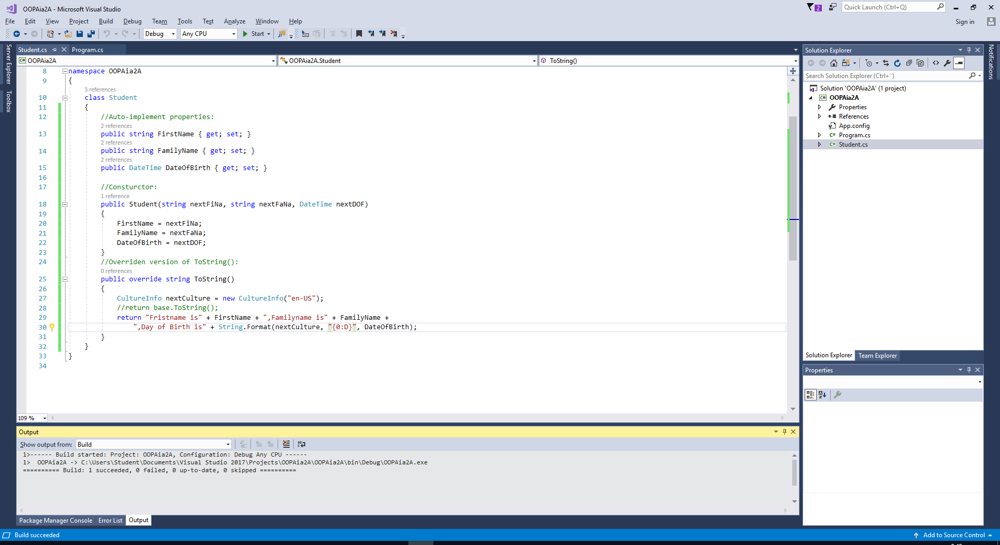 OOPAia2A - Microsoft Visual Studio
2
Quick Launch (Ctrl+Q)
File Edit View Project Build Debug Team Tools Test Analyze Window Help
Sign in
Debug Any CPU Start
Server Explorer
Toolbox
Student.cs Program.cs
OOPAia2A OOPAia2A.Student ToString()
8 namespace OOPAia2A
9 {
3 references
10 class Student
11 {
12 //Auto-implement properties:
2 references
13 public string FirstName { get; set; }
2 references
14 public string FamilyName { get; set; }
2 references
15 public DateTime DateOfBirth { get; set; }
16
17 //Consturctor:
1 reference
18 public Student(string nextFiNa, string nextFaNa, DateTime nextDOF)
19 {
20 FirstName = nextFiNa;
21 FamilyName = nextFaNa;
22 DateOfBirth = nextDOF;
23 }
24 //Overriden version of ToString():
0 references
25 public override string ToString()
26 {
27 CultureInfo nextCulture = new CultureInfo("en-US");
28 //return base.ToString();
29 return "Fristname is" + FirstName + ",Familyname is" + FamilyName +
30 ",Day of Birth is" + String.Format(nextCulture, "{0:D}", DateOfBirth);
31 }
32 }
33 }
34
109 %
Output
Show output from: Build
1>------ Build started: Project: OOPAia2A, Configuration: Debug Any CPU ------
1> OOPAia2A -> C:\Users\Student\Documents\Visual Studio 2017\Projects\OOPAia2A\OOPAia2A\bin\Debug\OOPAia2A.exe
========== Build: 1 succeeded, 0 failed, 0 up-to-date, 0 skipped ==========
Package Manager Console Error List Output
Solution Explorer
Search Solution Explorer (Ctrl+¨)
Solution 'OOPAia2A' (1 project)
C# OOPAia2A
Properties
References
App.config
C# Program.cs
C# Student.cs
Solution Explorer Team Explorer
Properties
Notifications
Build succeeded
Add to Source Control